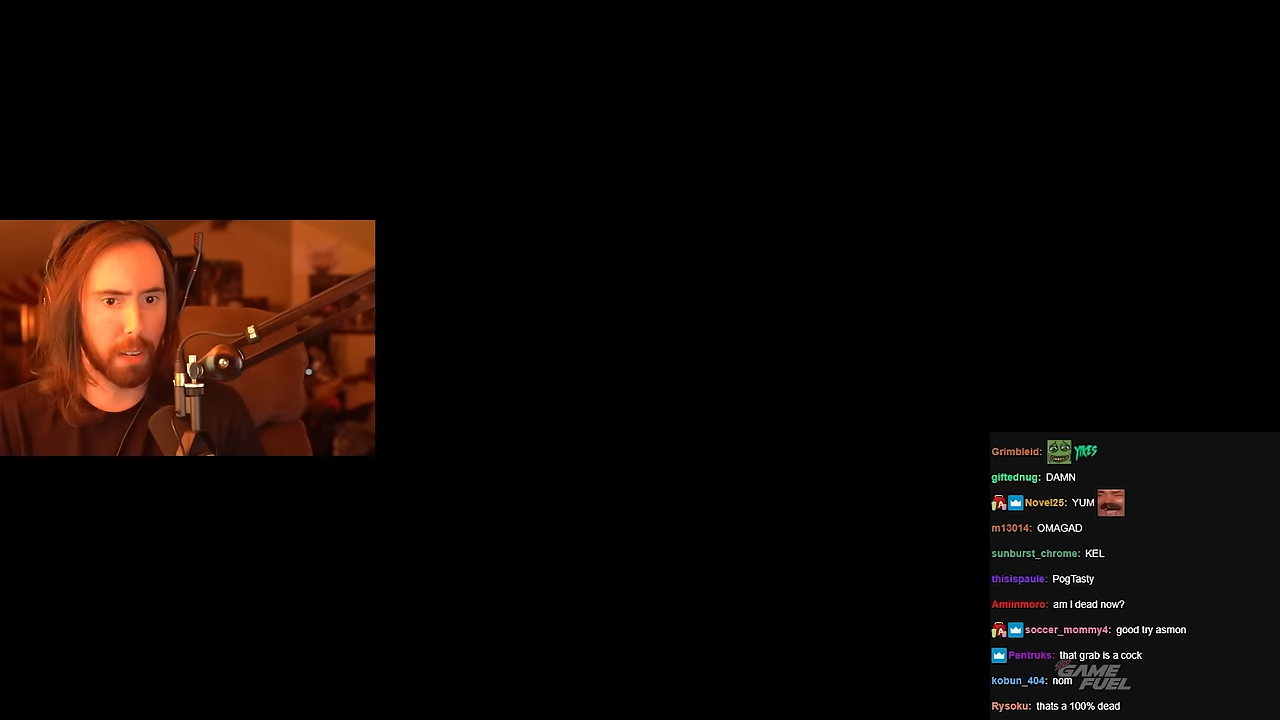 Grimbleid: YIKES
giftednug: DAMN
Novel25: YUM
m13014: OMAGAD
sunburst_chrome: KEL
thisispaule: PogTasty
Amiinmoro: am I dead now?
soccer_mommy4: good try asmon
Pentruks: that grab is a cock
kobun_404: nom
GAME FUEL
Rysoku: thats a 100% dead